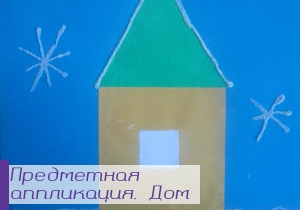 Предметная
аппликация. Дом